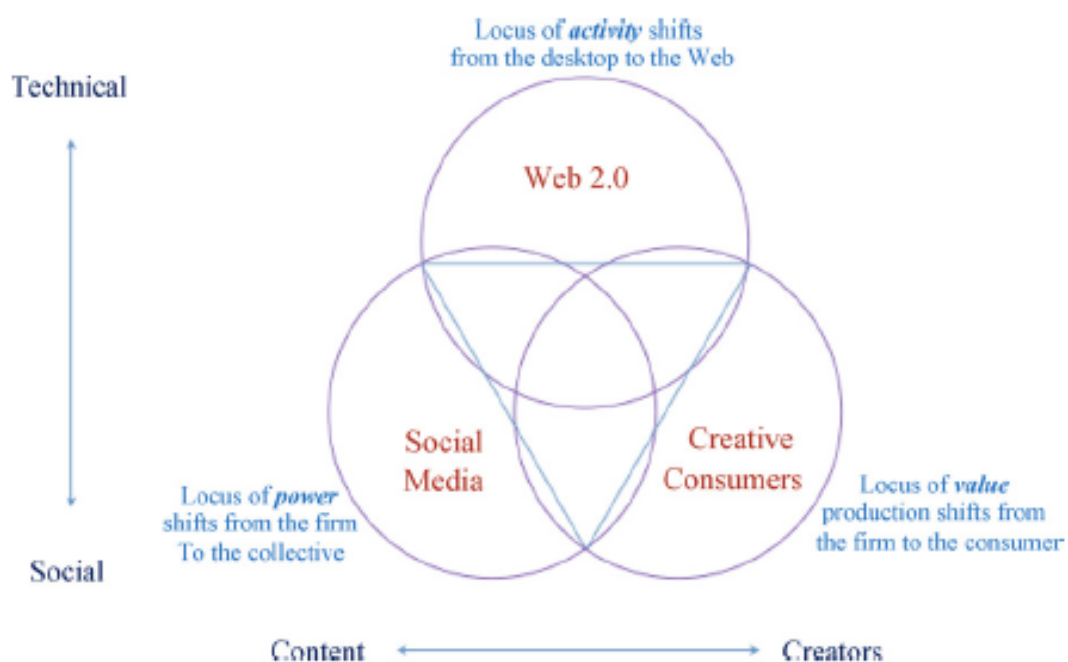 Locus of activity shifts
from the desktop to the Web
Technical
Web 2.0
Social
Media
Creative
Consumers
Locus of power
shifts from the firm
To the collective
Locus of value
production shifts from
the firm to the consumer
Social
Content
Creators